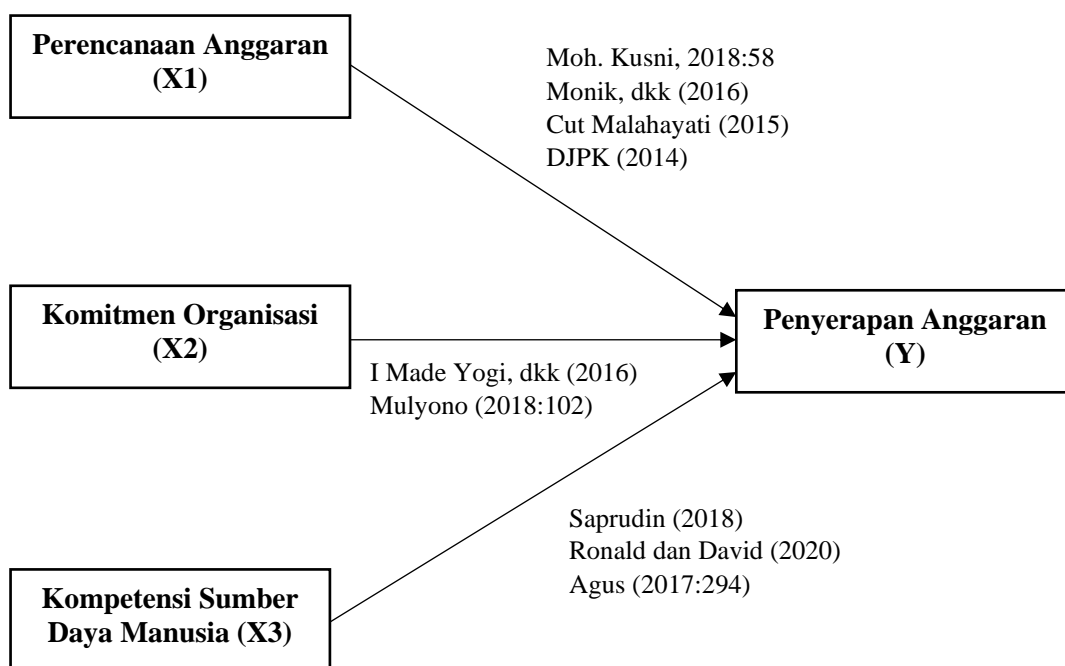 Perencanaan Anggaran
(X1)
Moh. Kusni, 2018:58
Monik, dkk (2016)
Cut Malahayati (2015)
DJPK (2014)
Komitmen Organisasi
(X2)
I Made Yogi, dkk (2016)
Mulyono (2018:102)
Penyerapan Anggaran
(Y)
Saprudin (2018)
Ronald dan David (2020)
Agus (2017:294)
Kompetensi Sumber
Daya Manusia (X3)